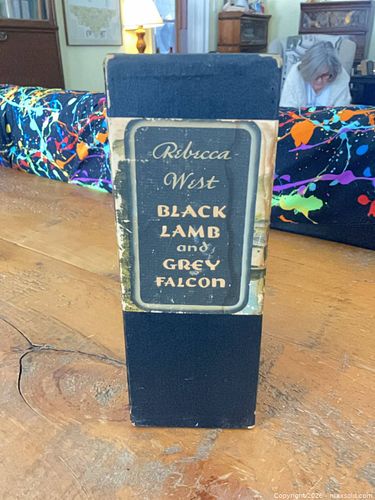 Rebecca
West
BLACK
LAMB
and
GREY
FALCON
Copyright©2026 - maxsold.com